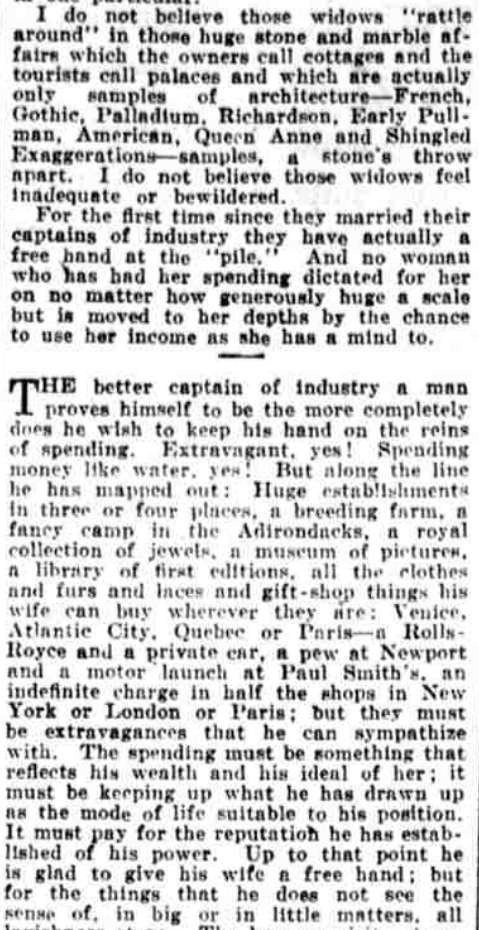 I do not believe those widows "rattle
around" in those huge stone and marble af-
fairs which the owners call cottages and the
tourists call palaces and which are actually
only samples of architecture—French,
Gothic, Palladium, Richardson, Early Pull-
man, American, Queen Anne and Shingled
Exaggerations—samples, a stone's throw
apart. I do not believe those widows feel
inadequate or bewildered.
For the first time since they married their
captains of industry they have actually a
free hand at the "pile." And no woman
who has had her spending dictated for her
on no matter how generously huge a scale
but is moved to her depths by the chance
to use her income as she has a mind to.
THE better captain of industry a man
proves himself to be the more completely
does he wish to keep his hand on the reins
of spending. Extravagant, yes! Spending
money like water, yes! But along the line
he has mapped out: Huge establishments
in three or four places, a breeding farm, a
fancy camp in the Adirondacks, a royal
collection of jewels, a museum of pictures,
a library of first editions, all the clothes
and furs and laces and gift-shop things his
wife can buy wherever they are: Venice,
Atlantic City, Quebec or Paris—a Rolls-
Royce and a private car, a pew at Newport
and a motor launch at Paul Smith's, an
indefinite charge in half the shops in New
York or London or Paris; but they must
be extravagances that he can sympathize
with. The spending must be something that
reflects his wealth and his ideal of her; it
must be keeping up what he has drawn up
as the mode of life suitable to his position.
It must pay for the reputation he has estab-
lished of his power. Up to that point he
is glad to give his wife a free hand; but
for the things that he does not see the
sense of, in big or in little matters, all